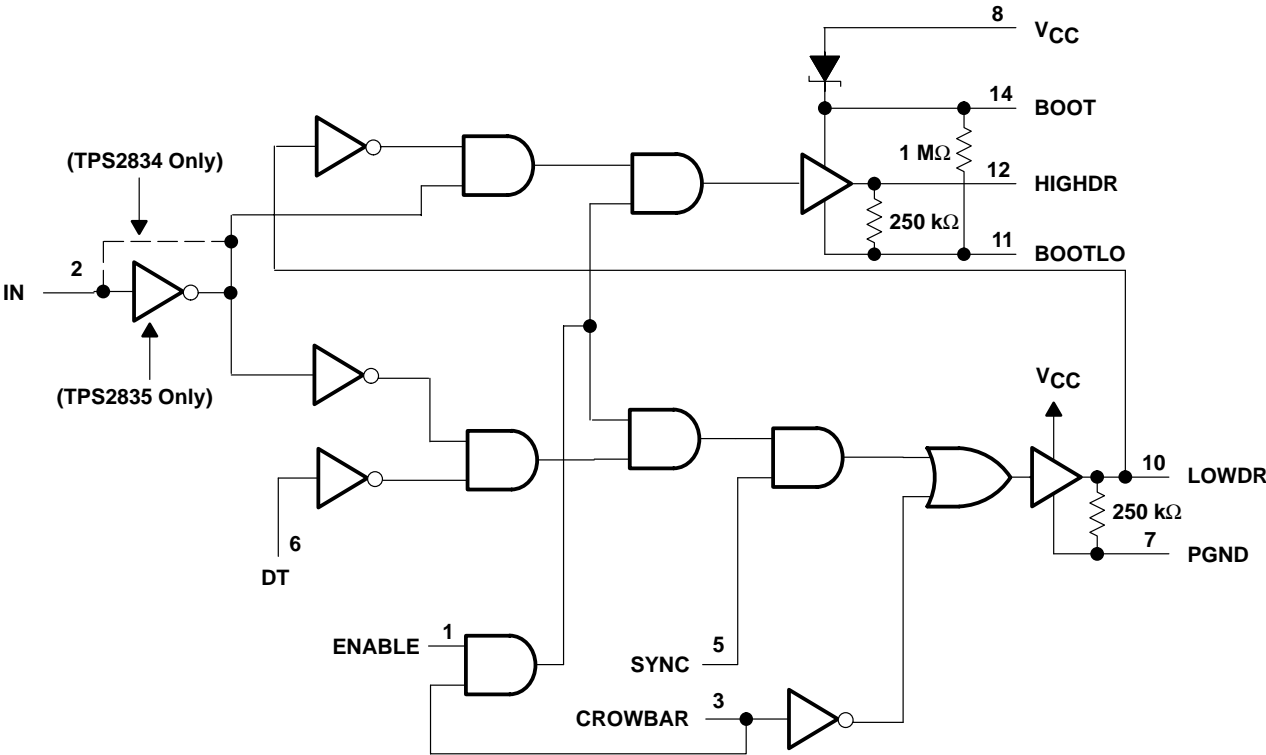 8
VCC
14
BOOT
(TPS2834 Only)
1 MΩ
12
HIGHDR
250 kΩ
2
11
BOOTLO
IN
(TPS2835 Only)
VCC
10
LOWDR
250 kΩ
6
7
PGND
DT
1
ENABLE
5
SYNC
3
CROWBAR